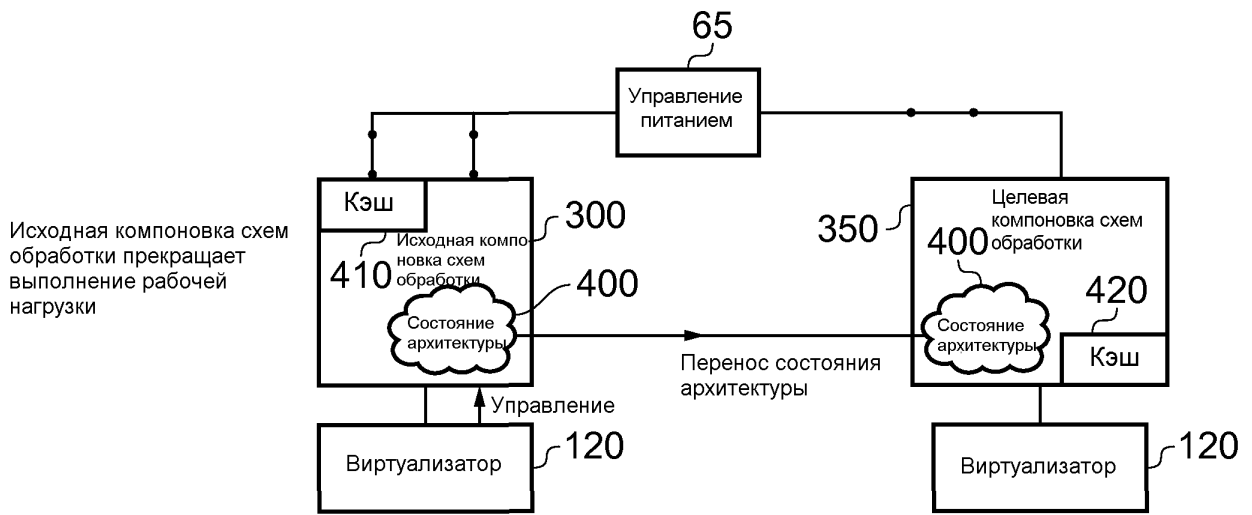 65
Управление
питанием
Кэш
410
Исходная компо-
новка схем
обработки
300
400
Состояние
архитектуры
Исходная компоновка схем
обработки прекращает
выполнение рабочей
нагрузки
Перенос состояния
архитектуры
350
Целевая
компоновка схем
обработки
400
Состояние
архитектуры
420
Кэш
Управление
Виртуализатор
120
Виртуализатор
120